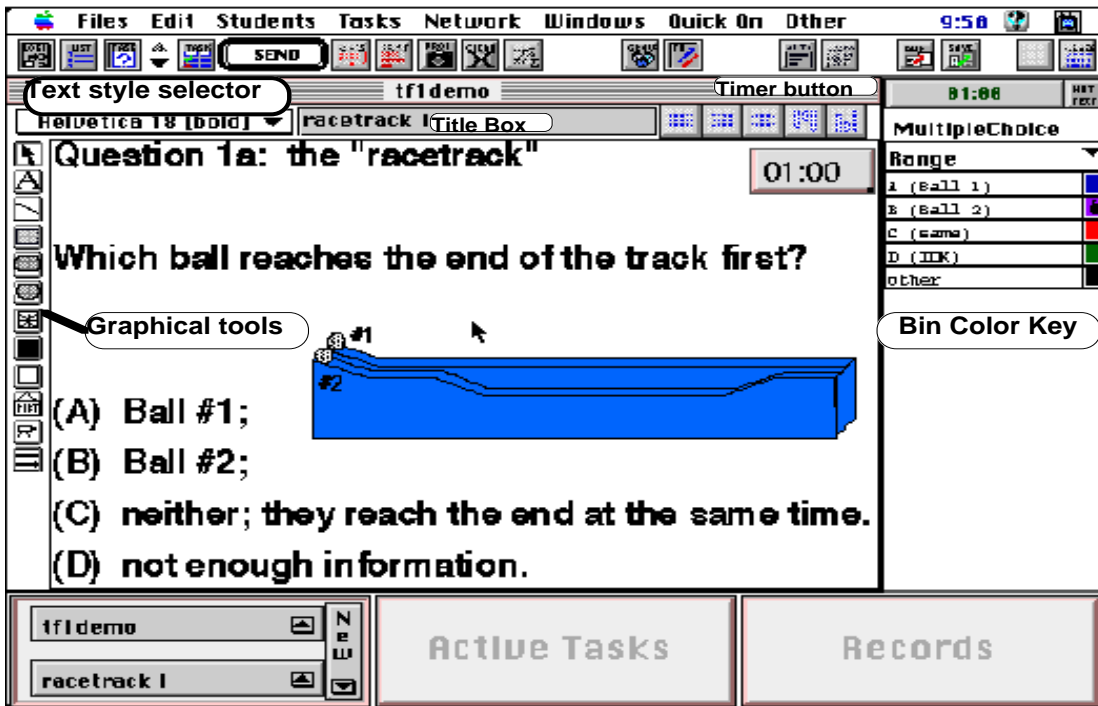 Files Edit Students Tasks Network Windows Quick On Other 9:58
SEND
Text style selector
tf1demo
Timer button
01:00
Helvetica 18 [bold]
racetrack I
Title Box
MultipleChoice
Question 1a: the "racetrack"
01:00
Range
A (Ball 1)
B (Ball 2)
C (same)
D (IDK)
other
Which ball reaches the end of the track first?
Graphical tools
Bin Color Key
#1
#2
(A) Ball #1;
(B) Ball #2;
(C) neither; they reach the end at the same time.
(D) not enough information.
tf1demo
New
racetrack I
Active Tasks
Records